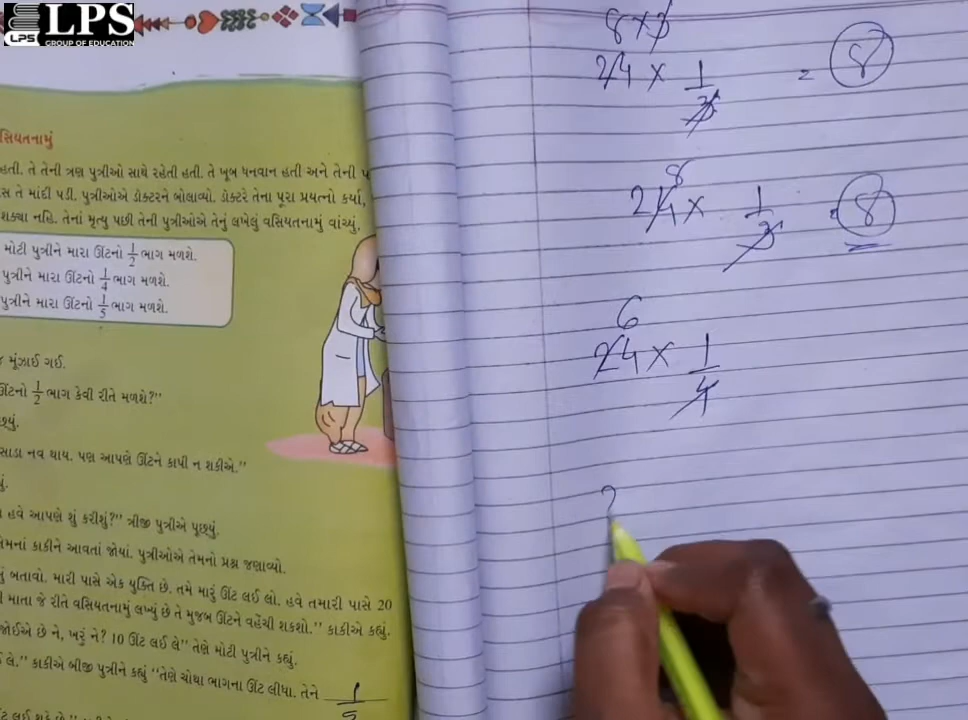 LPS
LPS
GROUP OF EDUCATION
સિયતનામું
હતી. તે તેની ત્રણ પુત્રીઓ સાથે રહેતી હતી. તે ખૂબ ધનવાન હતી અને તેની
સ તે માંદી પડી. પુત્રીઓએ ડોક્ટરને બોલાવ્યો. ડોક્ટરે તેના પૂરા પ્રયત્નો કર્યા,
શક્યા નહિ. તેનાં મૃત્યુ પછી તેની પુત્રીઓએ તેનું લખેલું વસિયતનામું વાંચ્યું.
મોટી પુત્રીને મારા ઊંટનો 1/2 ભાગ મળશે.
પુત્રીને મારા ઊંટનો 1/4 ભાગ મળશે.
પુત્રીને મારા ઊંટનો 1/5 ભાગ મળશે.
મૂંઝાઈ ગઈ.
ઊંટનો 1/2 ભાગ કેવી રીતે મળશે?"
છ્યું.
સાડા નવ થાય. પણ આપણે ઊંટને કાપી ન શકીએ."
યું.
હવે આપણે શું કરીશું?" ત્રીજી પુત્રીએ પૂછ્યું.
તેમનાં કાકીને આવતાં જોયાં. પુત્રીઓએ તેમનો પ્રશ્ન જણાવ્યો.
બતાવો. મારી પાસે એક યુક્તિ છે. તમે મારું ઊંટ લઈ લો. હવે તમારી પાસે 20
માતા જે રીતે વસિયતનામું લખ્યું છે તે મુજબ ઊંટને વહેંચી શકશો." કાકીએ કહ્યું.
જોઈએ છે ને, ખરું ને? 10 ઊંટ લઈ લે" તેણે મોટી પુત્રીને કહ્યું.
લે." કાકીએ બીજી પુત્રીને કહ્યું "તેણે ચોથા ભાગના ઊંટ લીધા. તેને 1/5
8 × 3
24 × 1/3 = 8
8
24 × 1/3 = 8
6
24 × 1/4
2